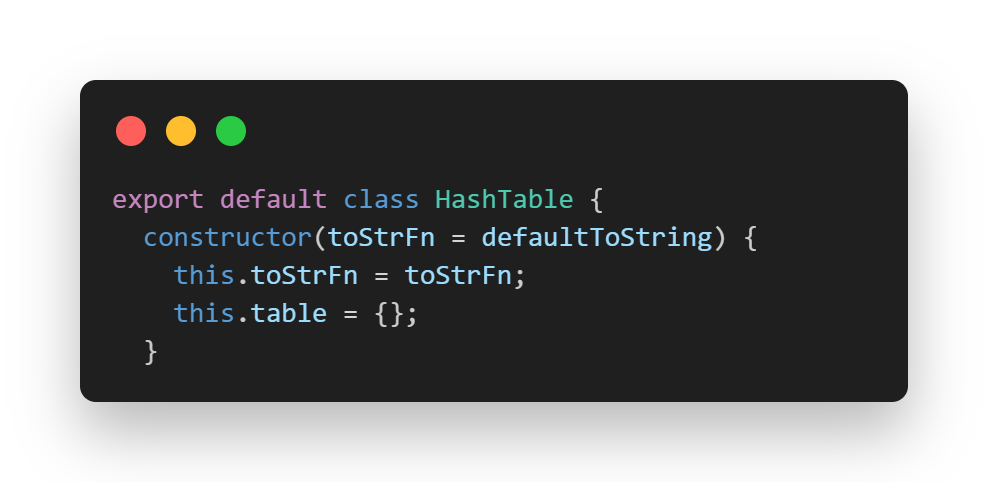 export default class HashTable {
  constructor(toStrFn = defaultToString) {
    this.toStrFn = toStrFn;
    this.table = {};
  }